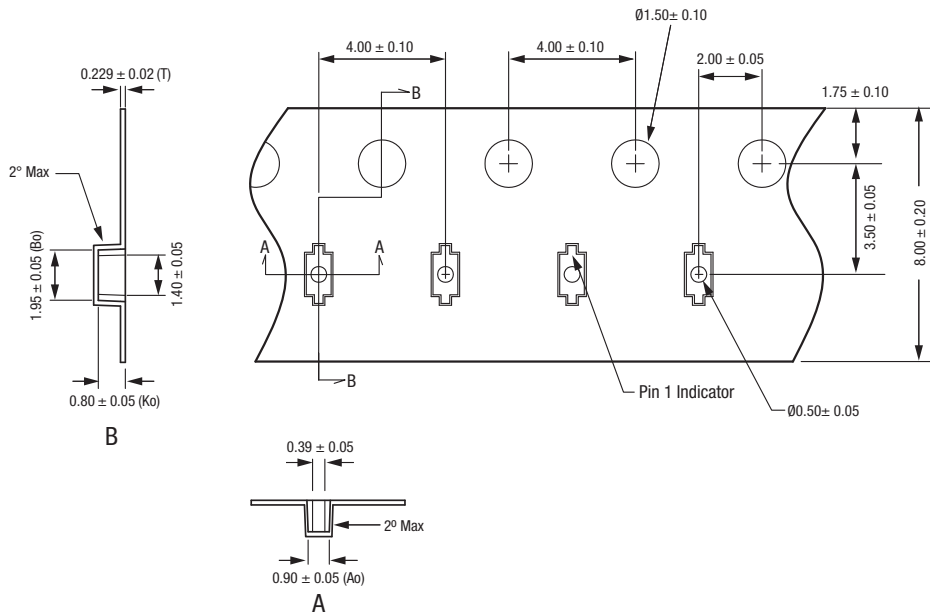 Ø1.50± 0.10
4.00 ± 0.10
4.00 ± 0.10
2.00 ± 0.05
0.229 ± 0.02 (T)
B
1.75 ± 0.10
2° Max
3.50 ± 0.05
8.00 ± 0.20
A
A
1.95 ± 0.05 (Bo)
1.40 ± 0.05
B
Pin 1 Indicator
0.80 ± 0.05 (Ko)
Ø0.50± 0.05
B
0.39 ± 0.05
2º Max
0.90 ± 0.05 (Ao)
A